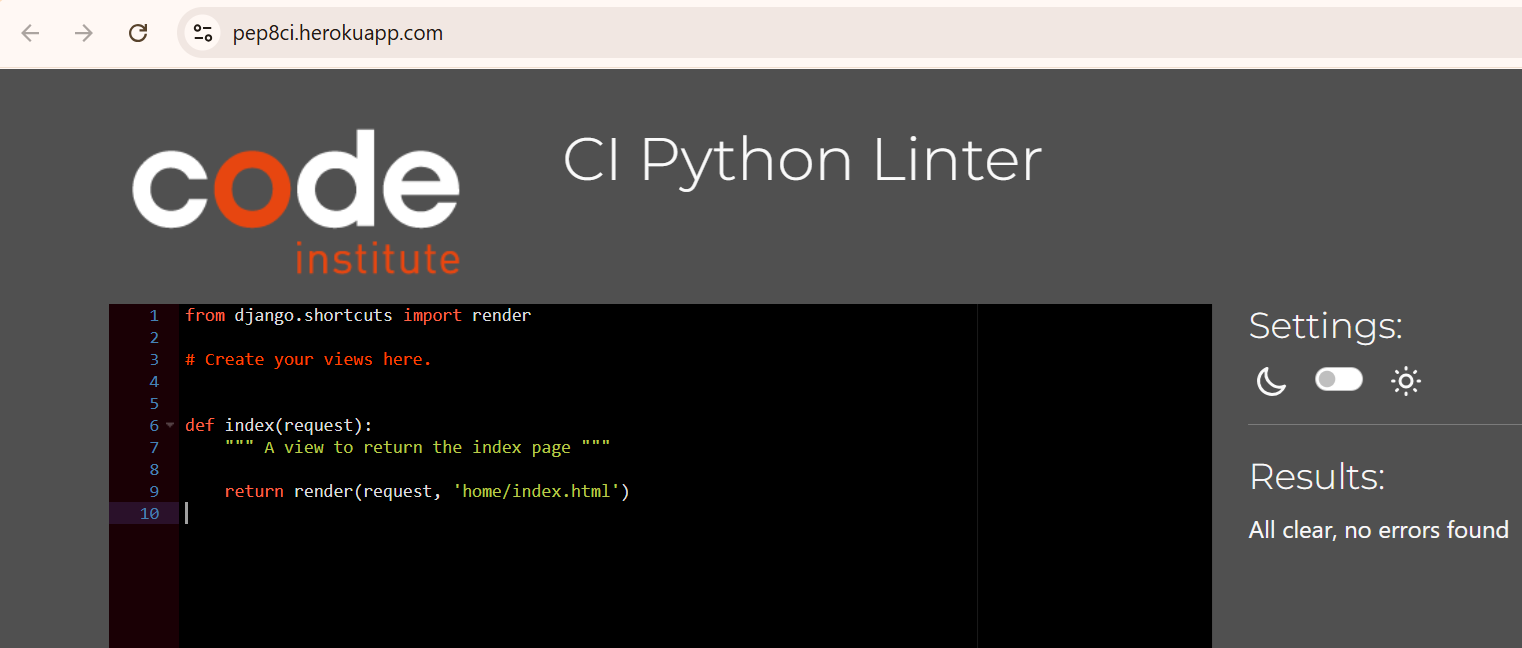 pep8ci.herokuapp.com
code
institute
CI Python Linter
1 from django.shortcuts import render
2
3 # Create your views here.
4
5
6 def index(request):
7     """ A view to return the index page """
8
9     return render(request, 'home/index.html')
10
Settings:
Results:
All clear, no errors found